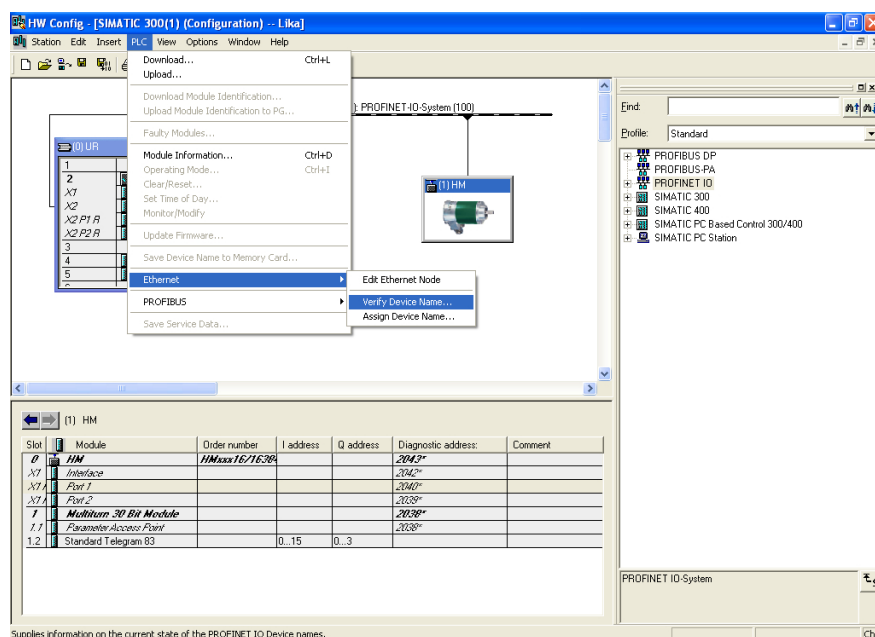 HW Config - [SIMATIC 300(1) (Configuration) -- Lika]
Station Edit Insert PLC View Options Window Help
Download... Ctrl+L
Upload...
Download Module Identification...
Upload Module Identification to PG...
Faulty Modules...
Module Information... Ctrl+D
Operating Mode... Ctrl+I
Clear/Reset...
Set Time of Day...
Monitor/Modify
Update Firmware...
Save Device Name to Memory Card...
Ethernet
PROFIBUS
Save Service Data...
Edit Ethernet Node
Verify Device Name...
Assign Device Name...
): PROFINET-IO-System (100)
(0) UR
1
2
X1
X2
X2 P1 R
X2 P2 R
3
4
5
(1) HM
Find:
Profile: Standard
PROFIBUS DP
PROFIBUS-PA
PROFINET IO
SIMATIC 300
SIMATIC 400
SIMATIC PC Based Control 300/400
SIMATIC PC Station
(1) HM
Slot Module Order number I address Q address Diagnostic address: Comment
0 HM HMxxx16/16384 2043*
X1 Interface 2042*
X1 Port 1 2040*
X1 Port 2 2039*
1 Multiturn 30 Bit Module 2038*
1.1 Parameter Access Point 2038*
1.2 Standard Telegram 83 0...15 0...3
PROFINET IO-System
Supplies information on the current state of the PROFINET IO Device names.
Ch